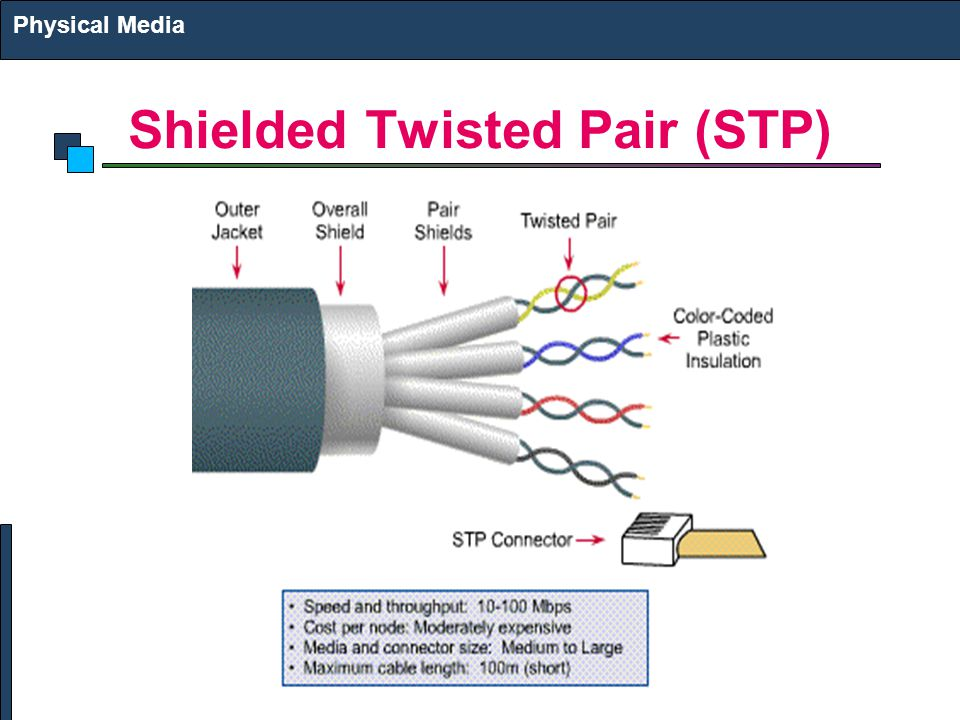 Physical Media
Shielded Twisted Pair (STP)
Outer
Jacket
Overall
Shield
Pair
Shields
Twisted Pair
Color-Coded
Plastic
Insulation
STP Connector
• Speed and throughput: 10-100 Mbps
• Cost per node: Moderately expensive
• Media and connector size: Medium to Large
• Maximum cable length: 100m (short)